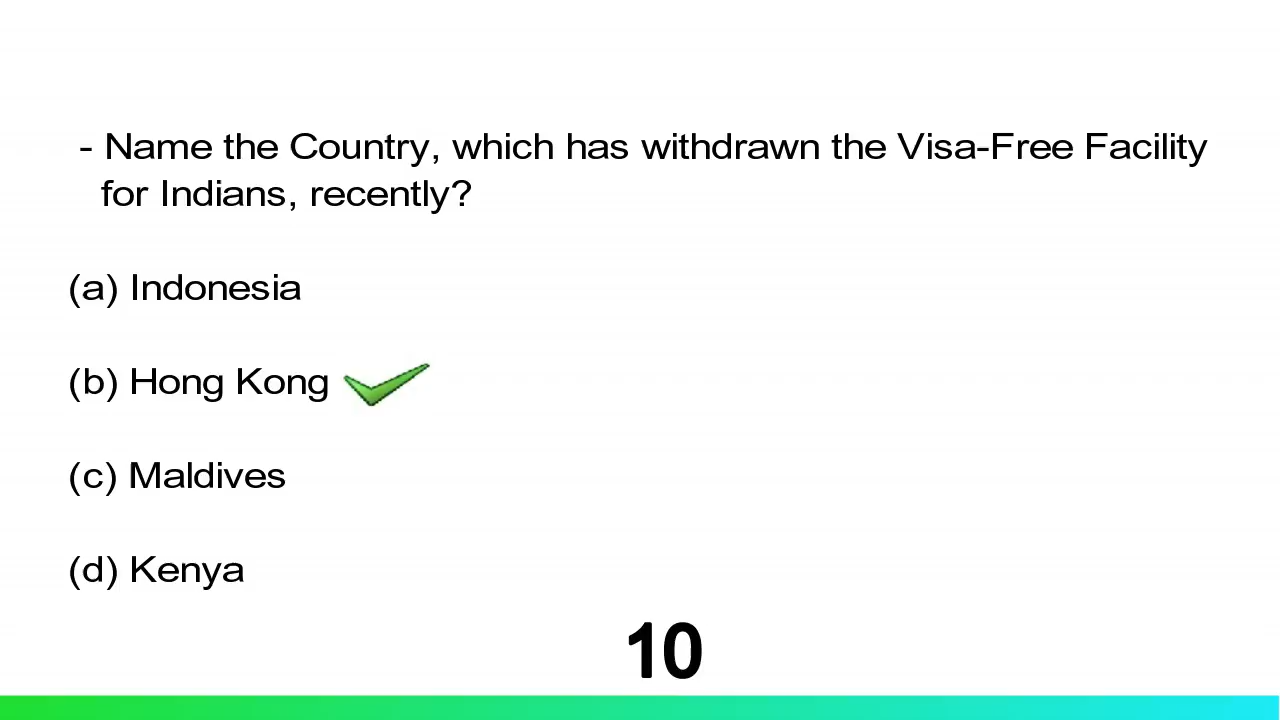 - Name the Country, which has withdrawn the Visa-Free Facility
for Indians, recently?
(a) Indonesia
(b) Hong Kong
(c) Maldives
(d) Kenya
10